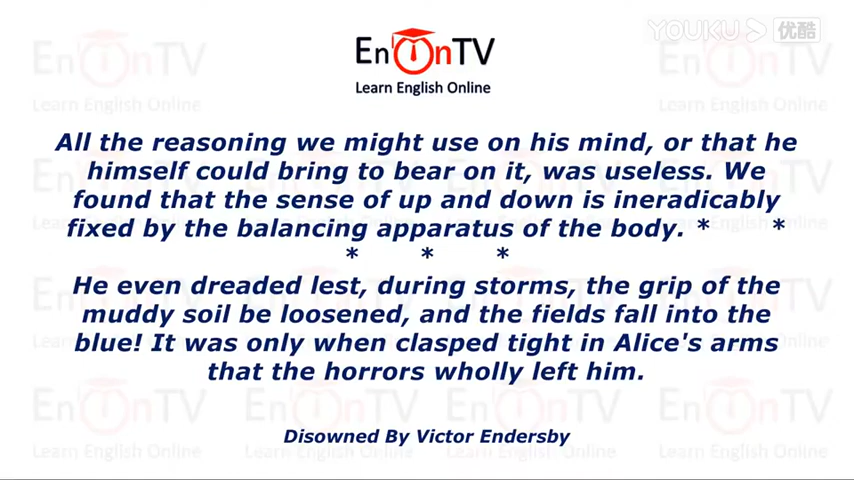 YOUKU 优酷
EnOnTV
Learn English Online
All the reasoning we might use on his mind, or that he
himself could bring to bear on it, was useless. We
found that the sense of up and down is ineradicably
fixed by the balancing apparatus of the body. * *
* * *
He even dreaded lest, during storms, the grip of the
muddy soil be loosened, and the fields fall into the
blue! It was only when clasped tight in Alice's arms
that the horrors wholly left him.
Disowned By Victor Endersby